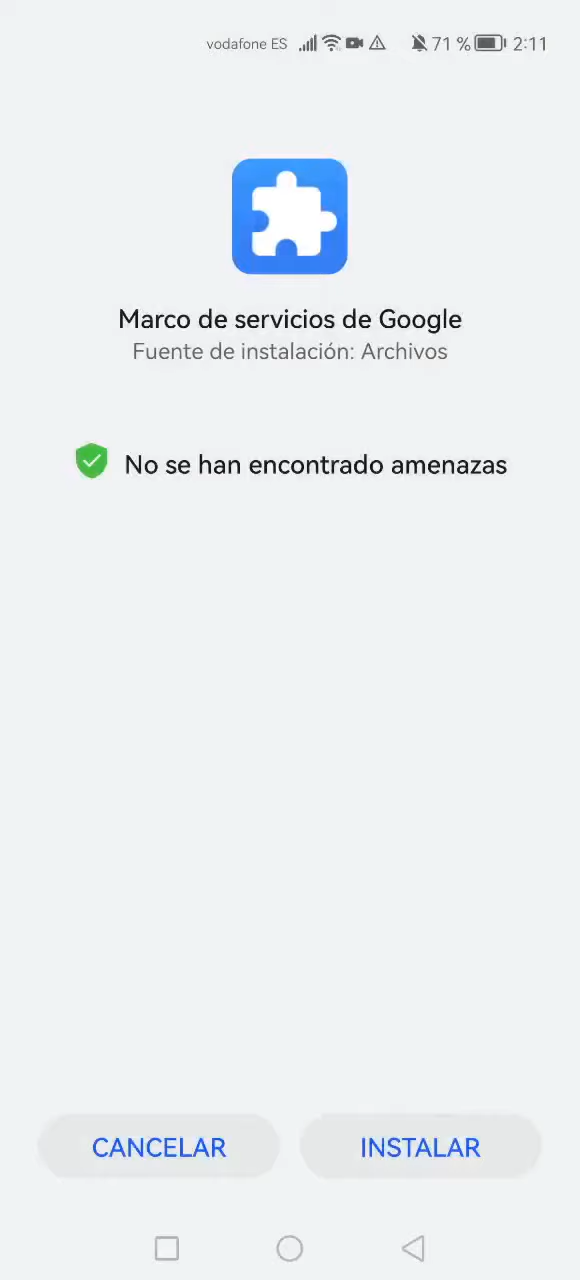 vodafone ES 71 % 2:11
Marco de servicios de Google
Fuente de instalación: Archivos
No se han encontrado amenazas
CANCELAR INSTALAR